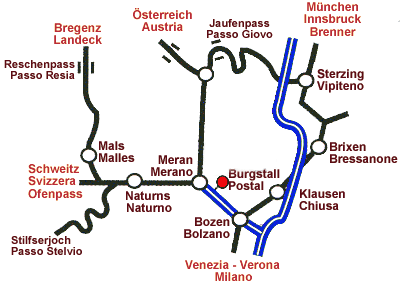 Österreich
Austria
München
Innsbruck
Brenner
Bregenz
Landeck
Jaufenpass
Passo Giovo
Reschenpass
Passo Resia
Sterzing
Vipiteno
Mals
Malles
Meran
Merano
Brixen
Bressanone
Schweitz
Svizzera
Ofenpass
Burgstall
Postal
Naturns
Naturno
Klausen
Chiusa
Bozen
Bolzano
Stilfserjoch
Passo Stelvio
Venezia - Verona
Milano